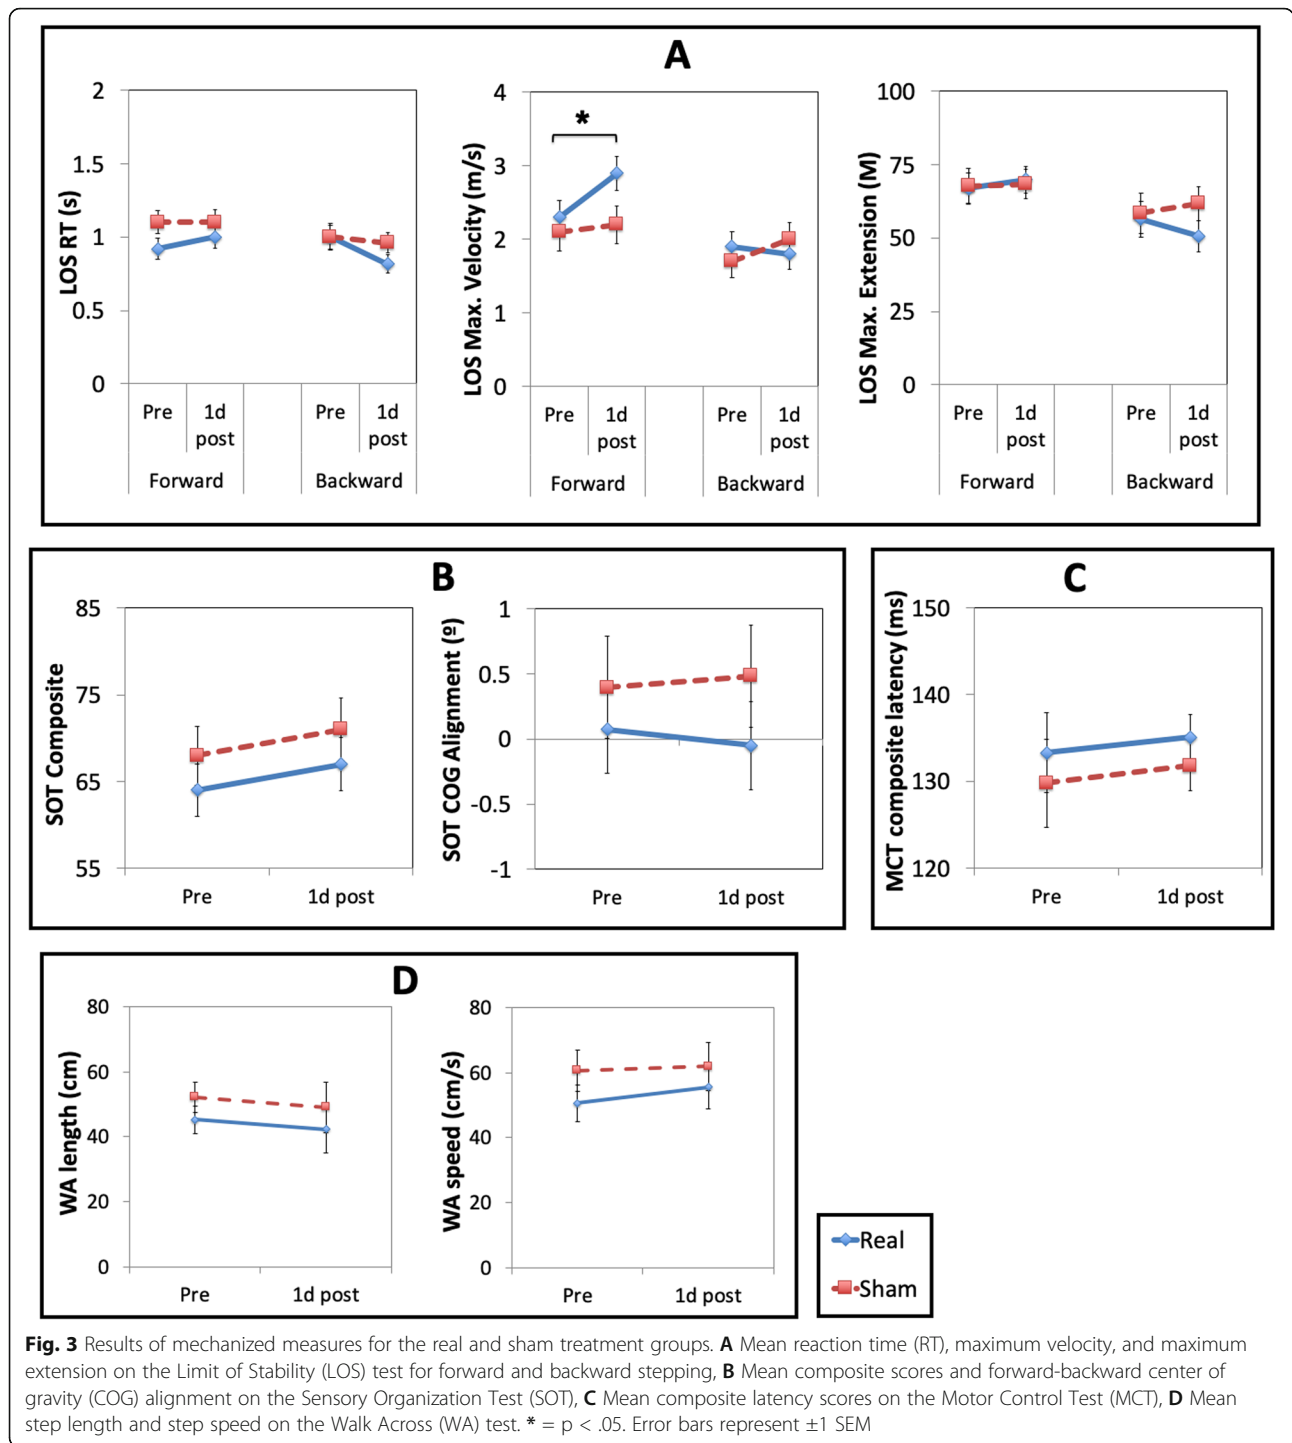 A
LOS RT (s)
2
1.5
1
0.5
0
Pre
1d
post
Pre
1d
post
Forward
Backward
LOS Max. Velocity (m/s)
4
3
2
1
0
*
Pre
1d
post
Pre
1d
post
Forward
Backward
LOS Max. Extension (M)
100
75
50
25
0
Pre
1d
post
Pre
1d
post
Forward
Backward
B
SOT Composite
85
75
65
55
Pre
1d post
SOT COG Alignment (º)
1
0.5
0
-0.5
-1
Pre
1d post
C
MCT composite latency (ms)
150
140
130
120
Pre
1d post
D
WA length (cm)
80
60
40
20
0
Pre
1d post
WA speed (cm/s)
80
60
40
20
0
Pre
1d post
Real
Sham
Fig. 3 Results of mechanized measures for the real and sham treatment groups. A Mean reaction time (RT), maximum velocity, and maximum
extension on the Limit of Stability (LOS) test for forward and backward stepping, B Mean composite scores and forward-backward center of
gravity (COG) alignment on the Sensory Organization Test (SOT), C Mean composite latency scores on the Motor Control Test (MCT), D Mean
step length and step speed on the Walk Across (WA) test. * = p < .05. Error bars represent ±1 SEM